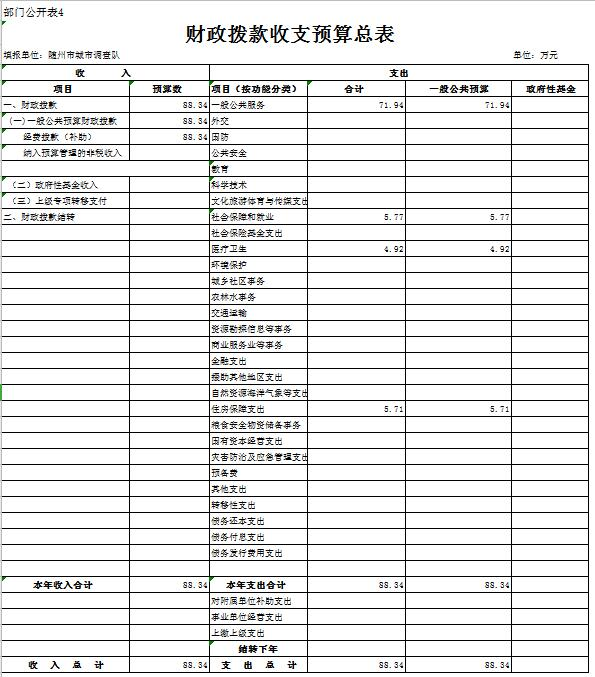 部门公开表4
财政拨款收支预算总表
填报单位：随州市城市调查队 单位：万元
收 入 支出
项目 预算数 项目（按功能分类） 合计 一般公共预算 政府性基金
一、财政拨款 88.34 一般公共服务 71.94 71.94
（一)一般公共预算财政拨款 88.34 外交
经费拨款（补助） 88.34 国防
纳入预算管理的非税收入 公共安全
教育
（二）政府性基金收入 科学技术
（三）上级专项转移支付 文化旅游体育与传媒支出
二、财政拨款结转 社会保障和就业 5.77 5.77
社会保险基金支出
医疗卫生 4.92 4.92
环境保护
城乡社区事务
农林水事务
交通运输
资源勘探信息等事务
商业服务业等事务
金融支出
援助其他地区支出
自然资源海洋气象等支出
住房保障支出 5.71 5.71
粮食安全物资储备事务
国有资本经营支出
灾害防治及应急管理支出
预备费
其他支出
转移性支出
债务还本支出
债务付息支出
债务发行费用支出
本年收入合计 88.34 本年支出合计 88.34 88.34
对附属单位补助支出
事业单位经营支出
上缴上级支出
结转下年
收 入 总 计 88.34 支 出 总 计 88.34 88.34